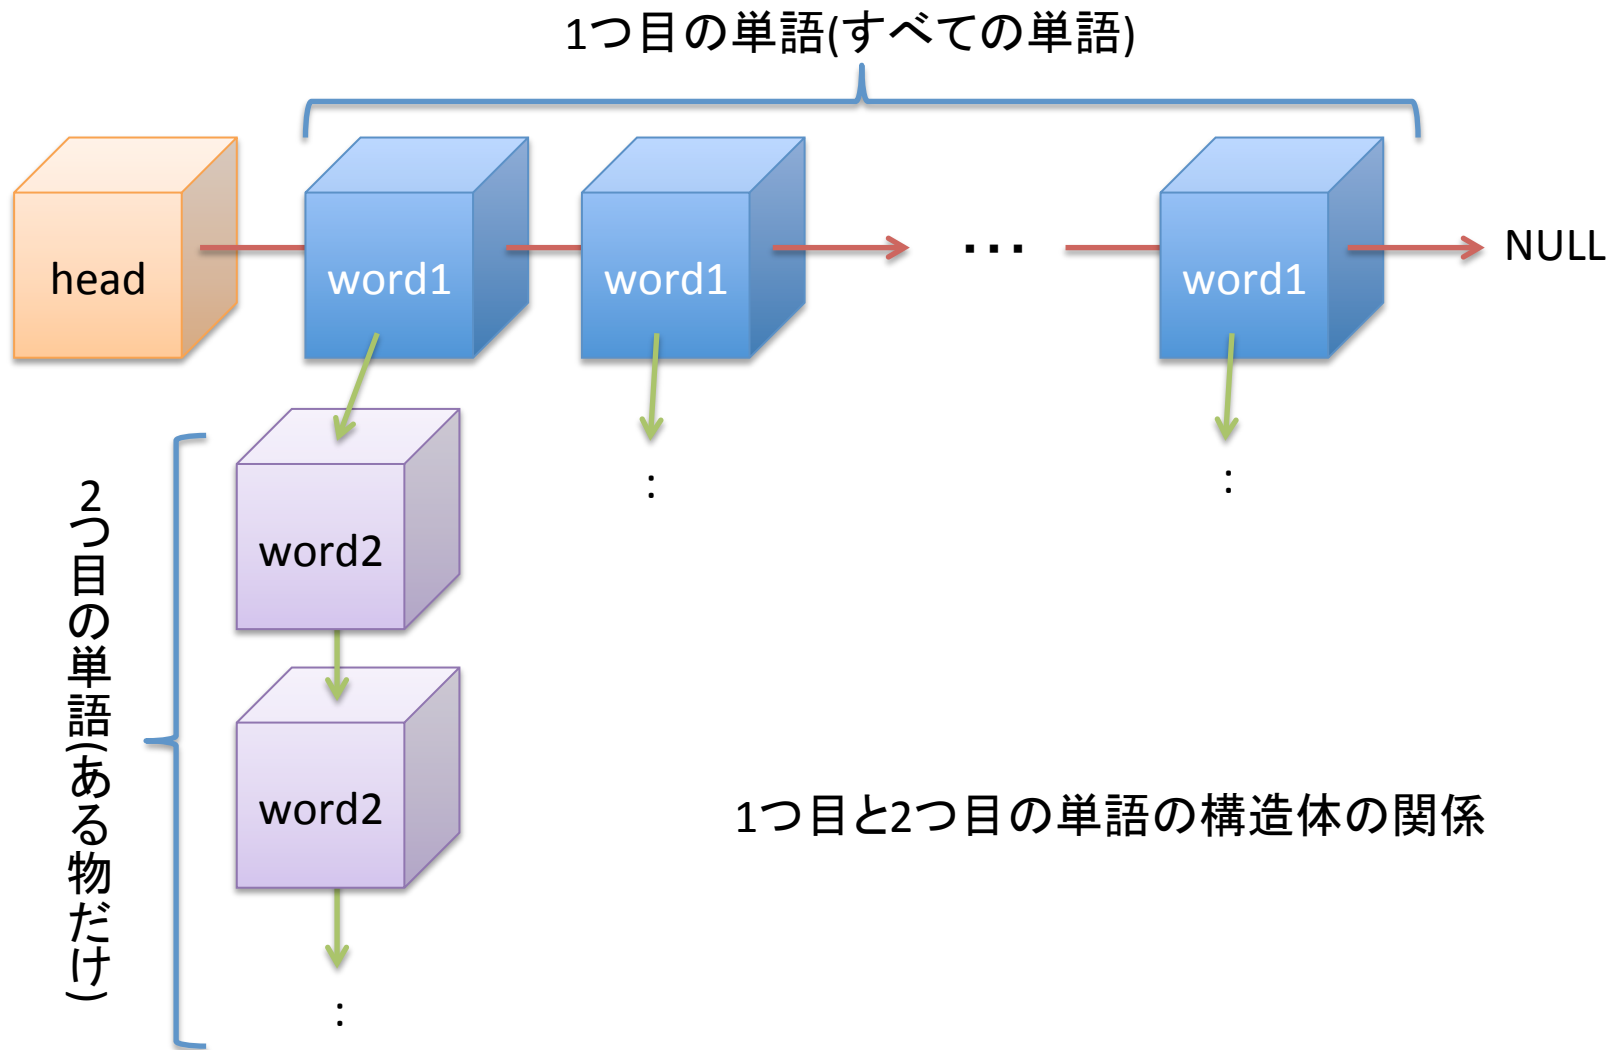 1つ目の単語(すべての単語)
head
word1
word1
...
word1
NULL
:
:
2つ目の単語(ある物だけ)
word2
word2
:
1つ目と2つ目の単語の構造体の関係